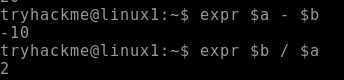 tryhackme@linux1:~$ expr $a - $b
-10
tryhackme@linux1:~$ expr $b / $a
2